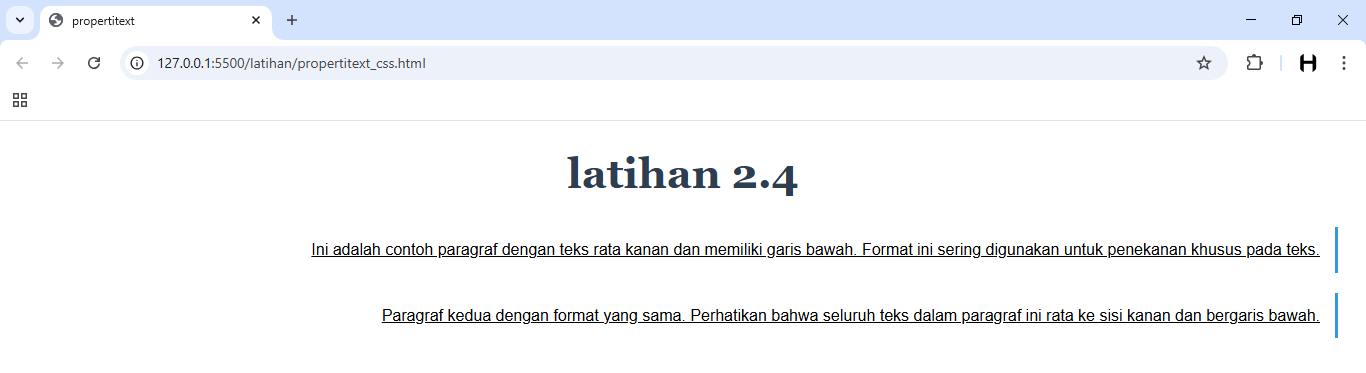 propertitext
127.0.0.1:5500/latihan/propertitext_css.html
latihan 2.4
Ini adalah contoh paragraf dengan teks rata kanan dan memiliki garis bawah. Format ini sering digunakan untuk penekanan khusus pada teks.
Paragraf kedua dengan format yang sama. Perhatikan bahwa seluruh teks dalam paragraf ini rata ke sisi kanan dan bergaris bawah.